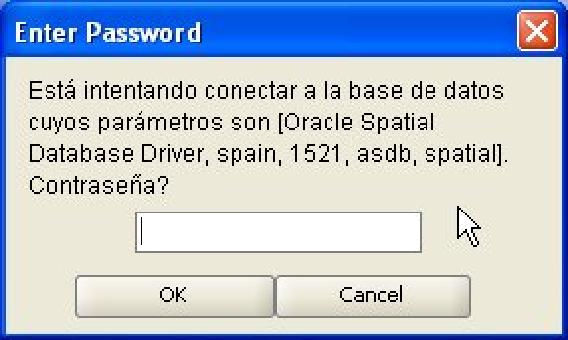 Enter Password
Está intentando conectar a la base de datos
cuyos parámetros son [Oracle Spatial
Database Driver, spain, 1521, asdb, spatial].
Contraseña?
OK Cancel